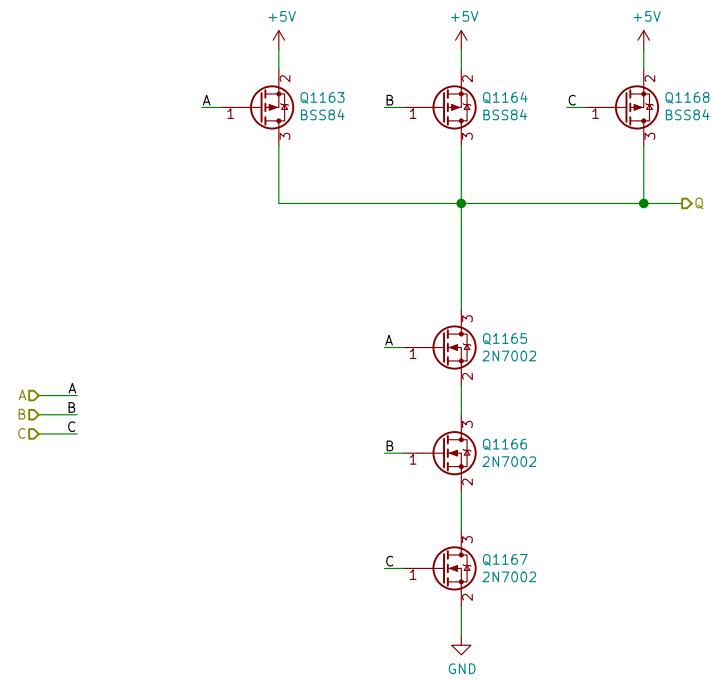 +5V +5V +5V
2 2 2
A 1 Q1163 BSS84
B 1 Q1164 BSS84
C 1 Q1168 BSS84
3 3 3
Q
3
A 1 Q1165
2N7002
2
A A
B B
C C
3
B 1 Q1166
2N7002
2
3
C 1 Q1167
2N7002
2
GND